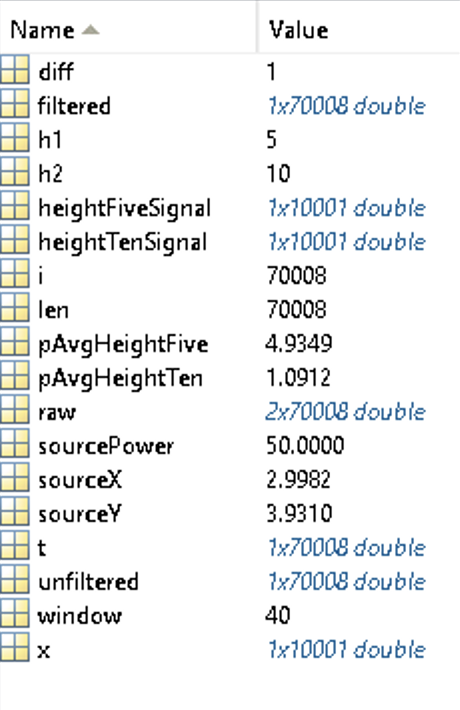 Name Value
diff 1
filtered 1x70008 double
h1 5
h2 10
heightFiveSignal 1x10001 double
heightTenSignal 1x10001 double
i 70008
len 70008
pAvgHeightFive 4.9349
pAvgHeightTen 1.0912
raw 2x70008 double
sourcePower 50.0000
sourceX 2.9982
sourceY 3.9310
t 1x70008 double
unfiltered 1x70008 double
window 40
x 1x10001 double